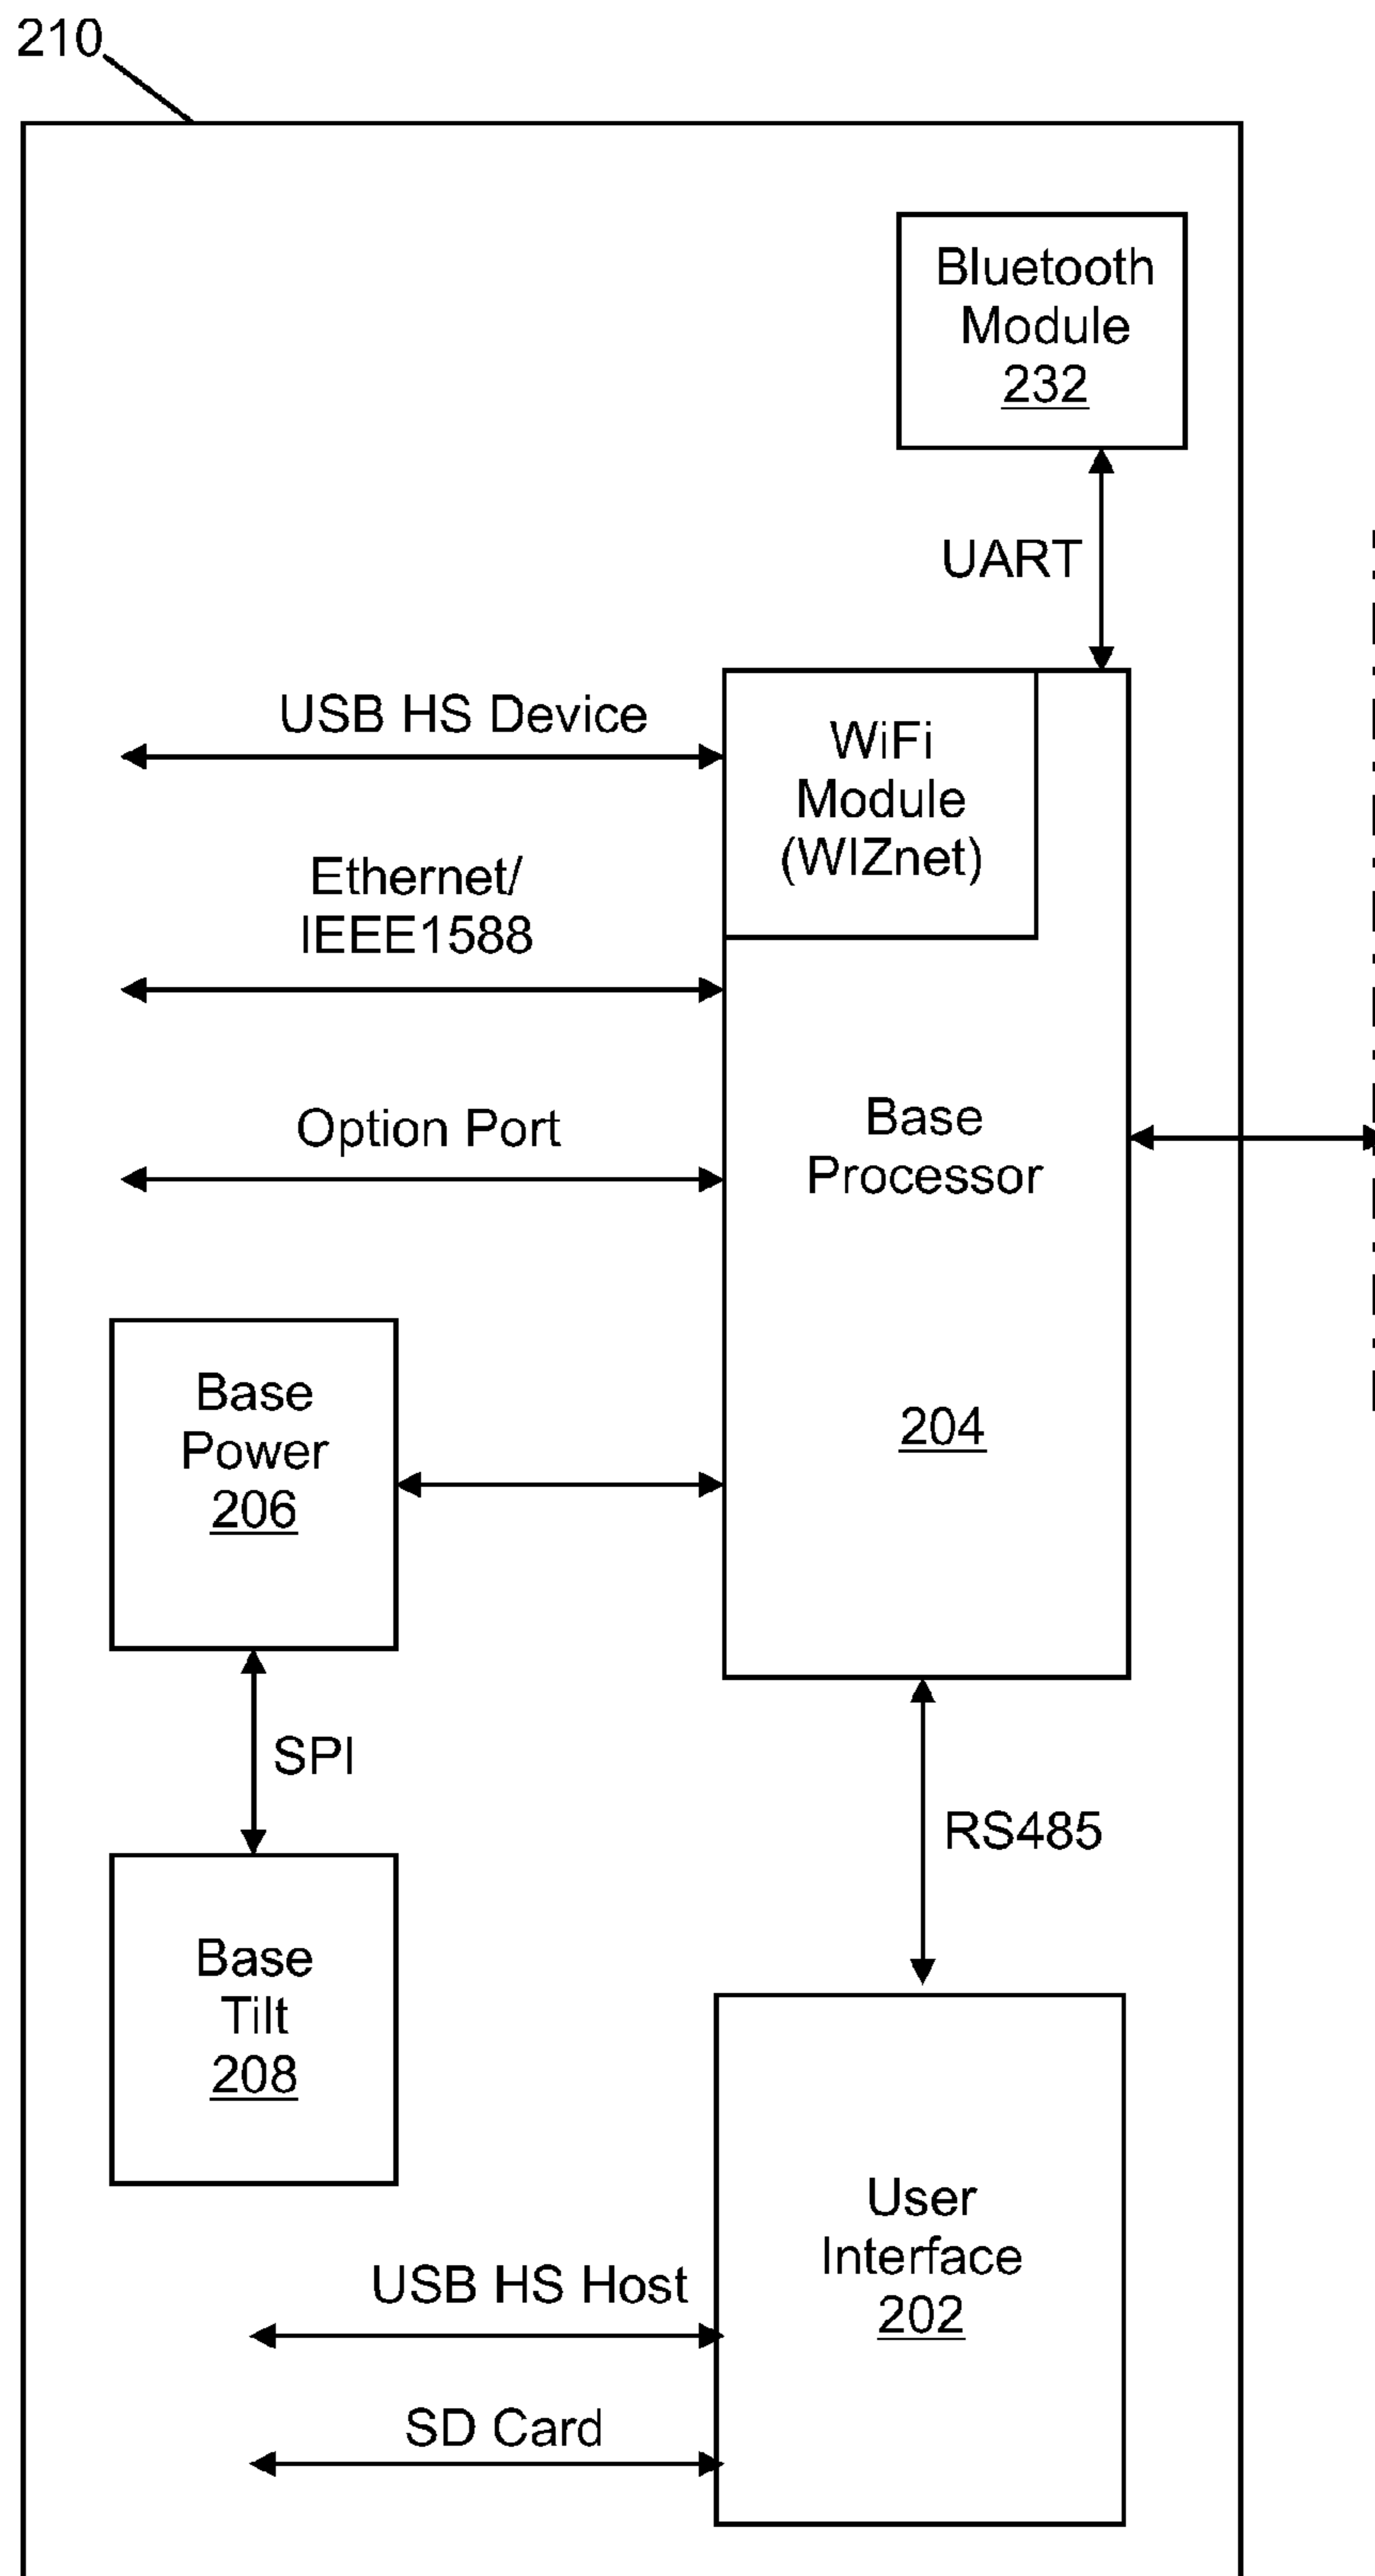 210
Bluetooth
Module
232
UART
USB HS Device
WiFi
Module
(WIZnet)
Ethernet/
IEEE1588
Option Port
Base
Processor
204
Base
Power
206
SPI
RS485
Base
Tilt
208
User
Interface
202
USB HS Host
SD Card